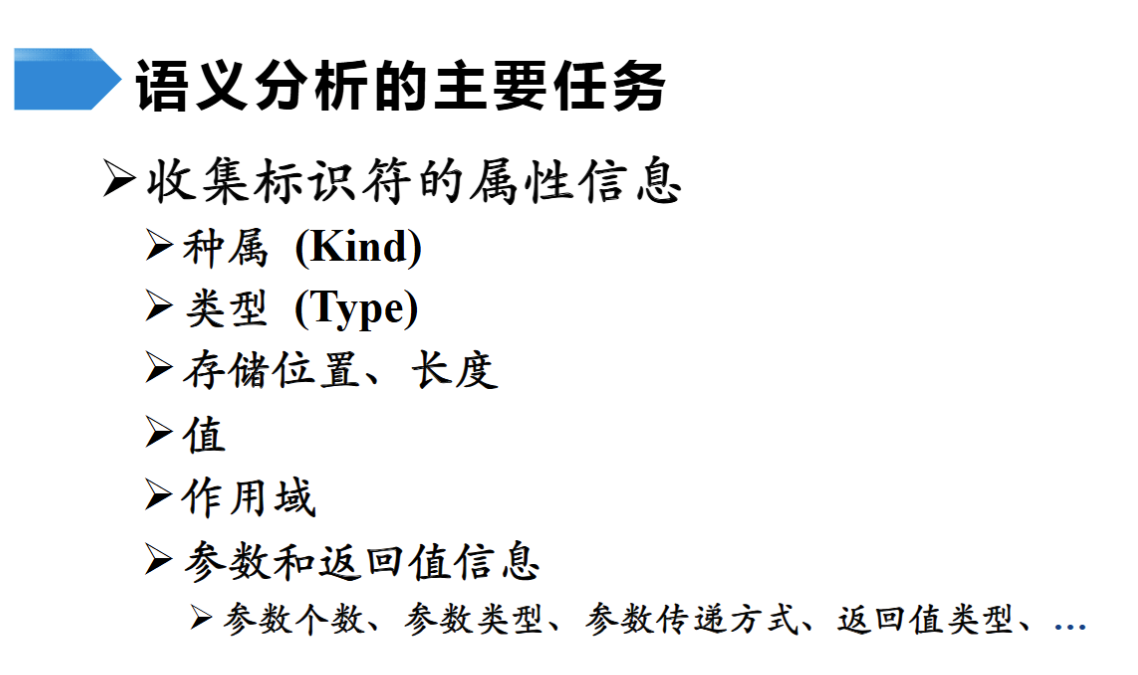 语义分析的主要任务
➢收集标识符的属性信息
➢种属 (Kind)
➢类型 (Type)
➢存储位置、长度
➢值
➢作用域
➢参数和返回值信息
➢参数个数、参数类型、参数传递方式、返回值类型、…